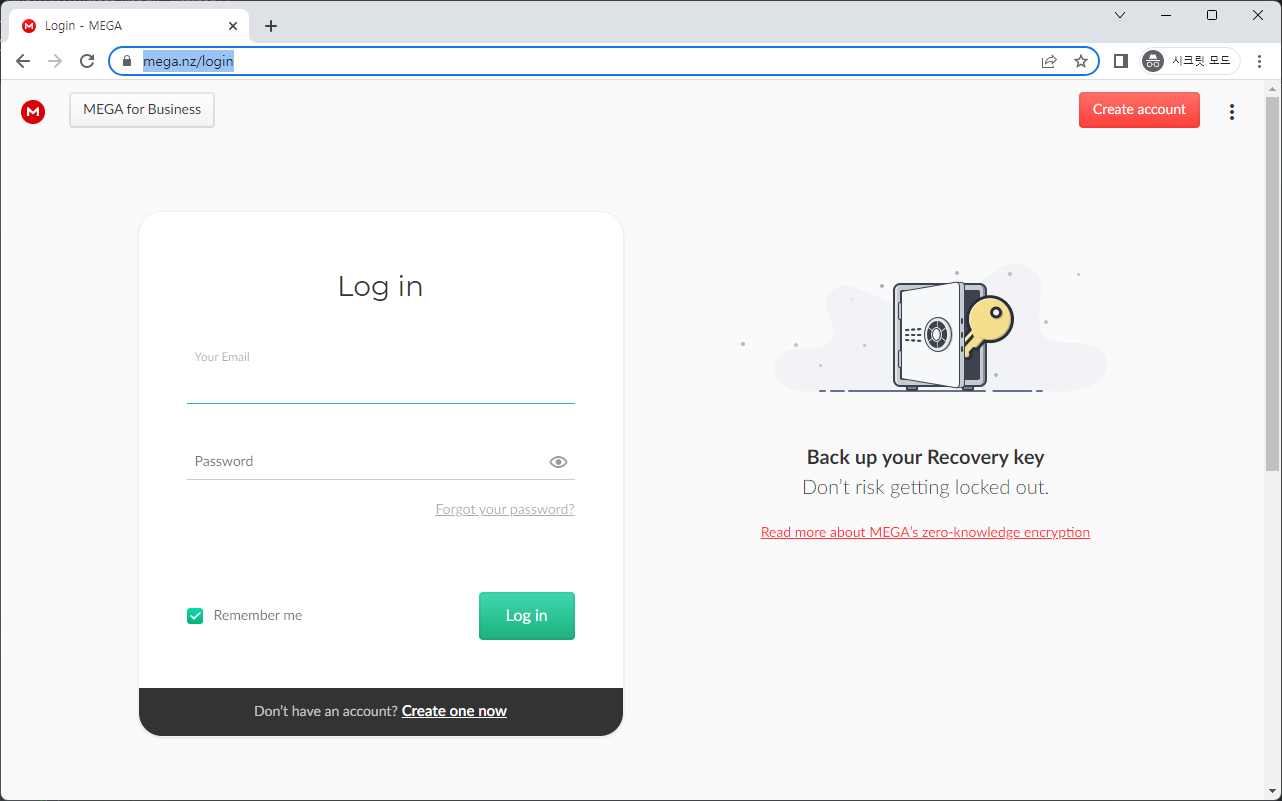 Login - MEGA
mega.nz/login
시크릿 모드
M MEGA for Business Create account
Log in
Your Email
Password
Forgot your password?
Remember me Log in
Don't have an account? Create one now
Back up your Recovery key
Don't risk getting locked out.
Read more about MEGA's zero-knowledge encryption